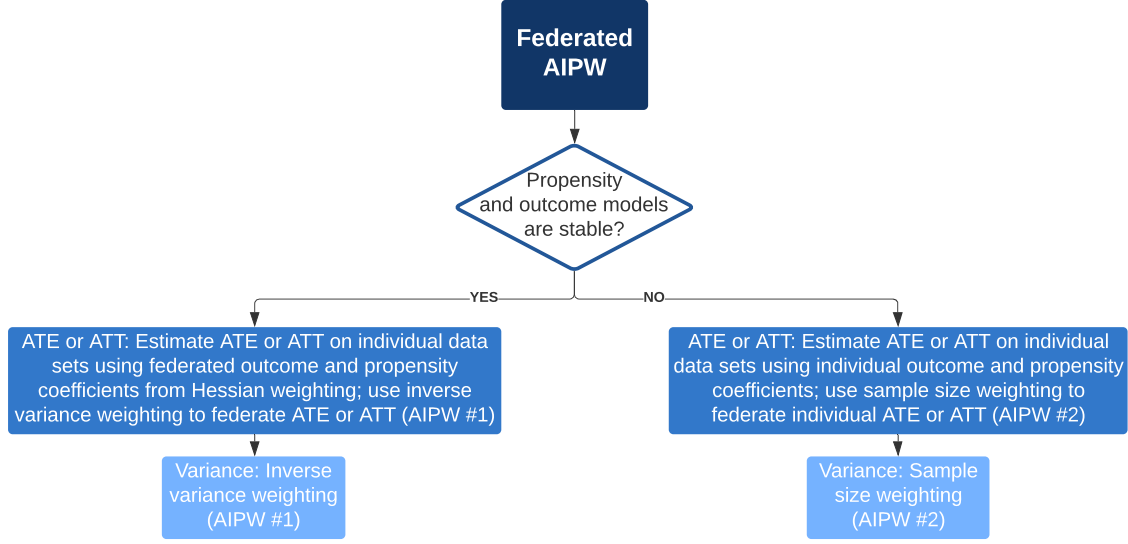 Federated
AIPW
Propensity
and outcome models
are stable?
YES
NO
ATE or ATT: Estimate ATE or ATT on individual data
sets using federated outcome and propensity
coefficients from Hessian weighting; use inverse
variance weighting to federate ATE or ATT (AIPW #1)
ATE or ATT: Estimate ATE or ATT on individual
data sets using individual outcome and propensity
coefficients; use sample size weighting to
federate individual ATE or ATT (AIPW #2)
Variance: Inverse
variance weighting
(AIPW #1)
Variance: Sample
size weighting
(AIPW #2)